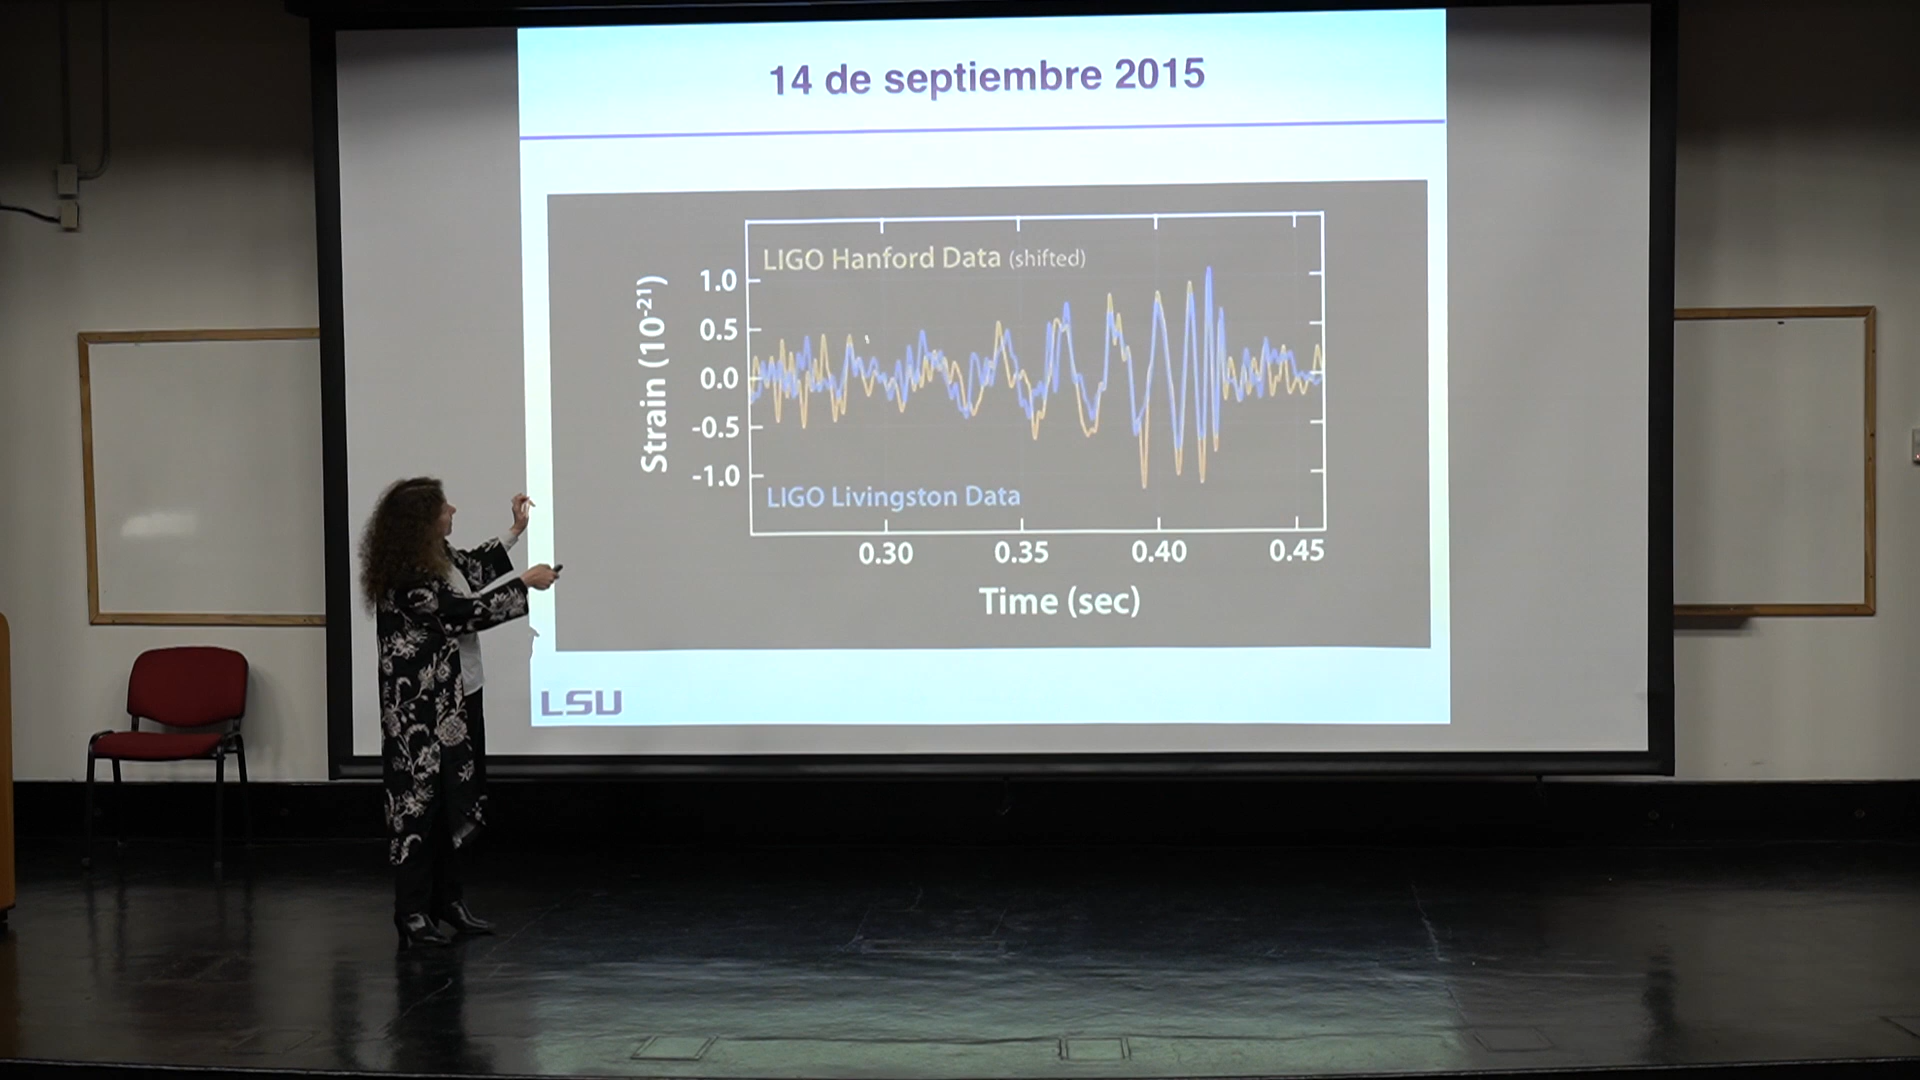 14 de septiembre 2015
LIGO Hanford Data (shifted)
Strain (10-21)
1.0
0.5
0.0
-0.5
-1.0
LIGO Livingston Data
0.30 0.35 0.40 0.45
Time (sec)
LSU